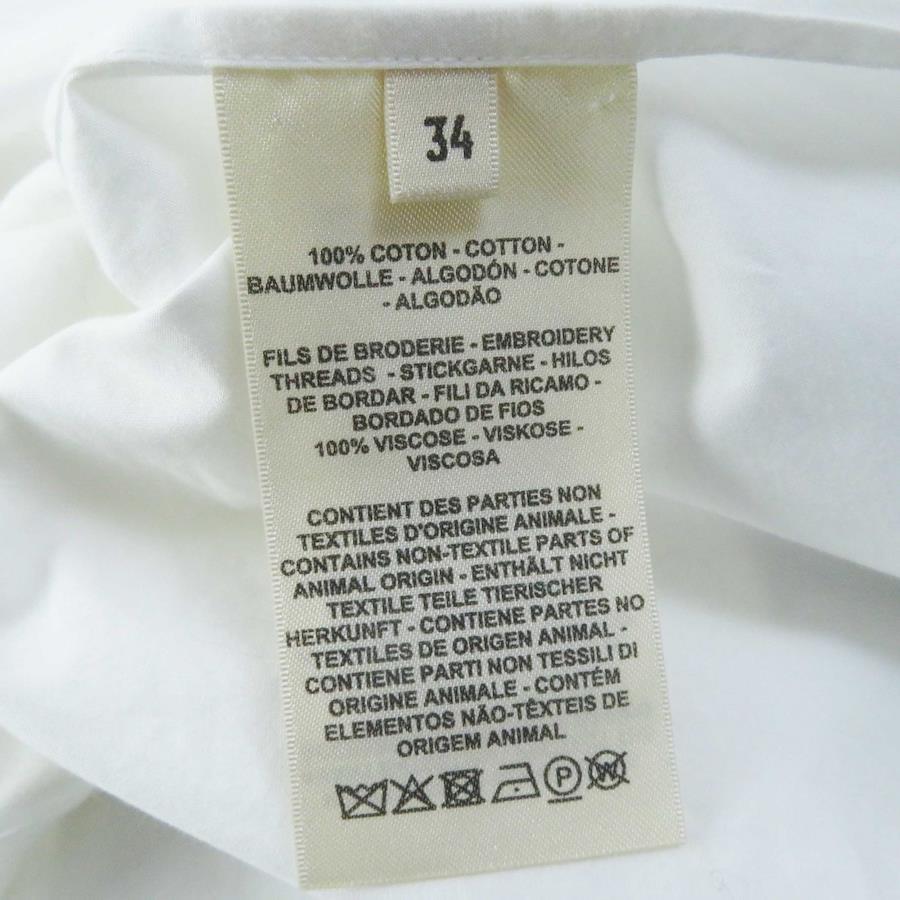 34
100% COTON - COTTON -
BAUMWOLLE - ALGODÓN - COTONE
- ALGODÃO
FILS DE BRODERIE - EMBROIDERY
THREADS - STICKGARNE - HILOS
DE BORDAR - FILI DA RICAMO -
BORDADO DE FIOS
100% VISCOSE - VISKOSE -
VISCOSA
CONTIENT DES PARTIES NON
TEXTILES D'ORIGINE ANIMALE -
CONTAINS NON-TEXTILE PARTS OF
ANIMAL ORIGIN - ENTHÄLT NICHT
TEXTILE TEILE TIERISCHER
HERKUNFT - CONTIENE PARTES NO
TEXTILES DE ORIGEN ANIMAL -
CONTIENE PARTI NON TESSILI DI
ORIGINE ANIMALE - CONTÉM
ELEMENTOS NÃO-TÊXTEIS DE
ORIGEM ANIMAL
P W